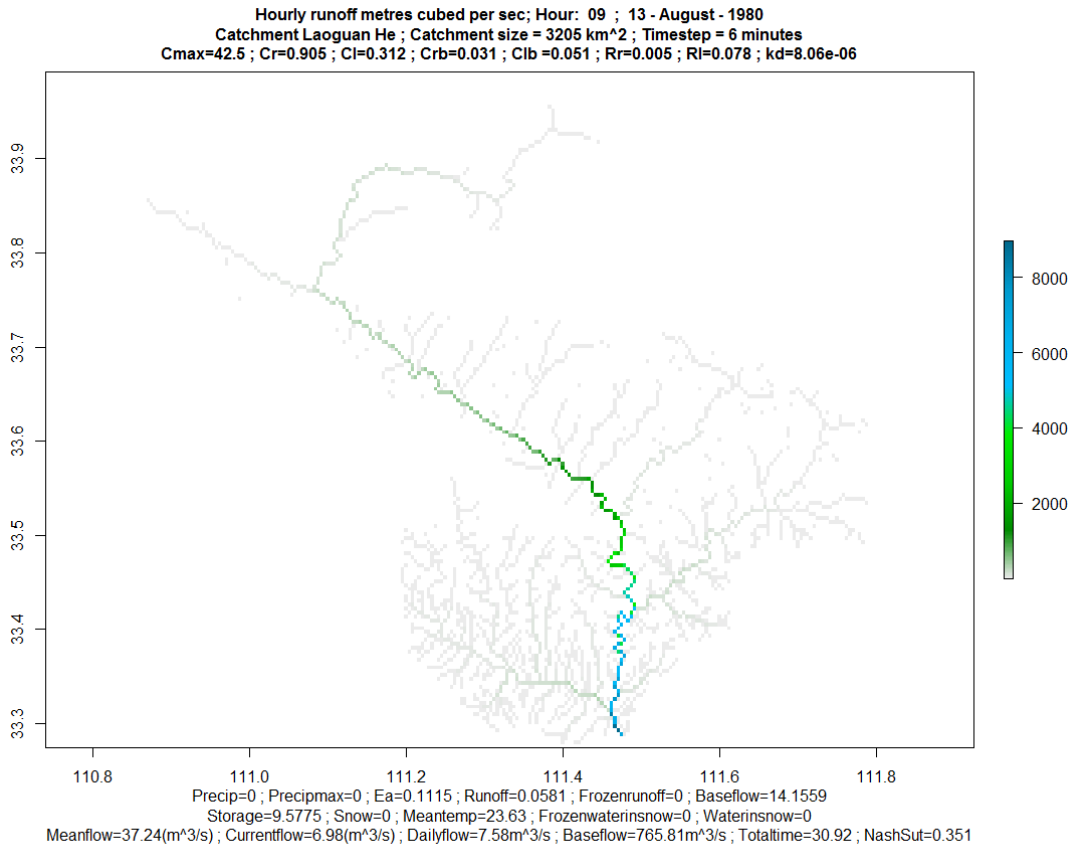 Hourly runoff metres cubed per sec; Hour: 09 ; 13 - August - 1980
Catchment Laoguan He ; Catchment size = 3205 km^2 ; Timestep = 6 minutes
Cmax=42.5 ; Cr=0.905 ; Cl=0.312 ; Crb=0.031 ; Clb =0.051 ; Rr=0.005 ; Rl=0.078 ; kd=8.06e-06
33.9
33.8
33.7
33.6
33.5
33.4
33.3
8000
6000
4000
2000
110.8 111.0 111.2 111.4 111.6 111.8
Precip=0 ; Precipmax=0 ; Ea=0.1115 ; Runoff=0.0581 ; Frozenrunoff=0 ; Baseflow=14.1559
Storage=9.5775 ; Snow=0 ; Meantemp=23.63 ; Frozenwaterinsnow=0 ; Waterinsnow=0
Meanflow=37.24(m^3/s) ; Currentflow=6.98(m^3/s) ; Dailyflow=7.58m^3/s ; Baseflow=765.81m^3/s ; Totaltime=30.92 ; NashSut=0.351